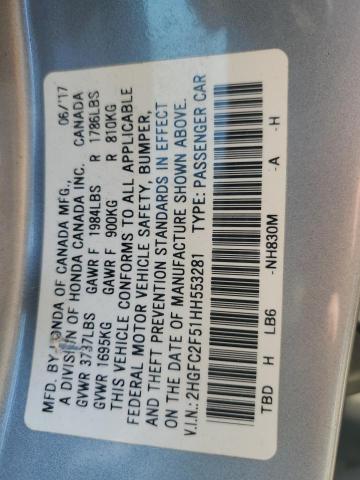 MFD. BY HONDA OF CANADA MFG., 06/'17
A DIVISION OF HONDA CANADA INC. CANADA
GVWR 3737LBS GAWR F 1984LBS R 1786LBS
GVWR 1695KG GAWR F 900KG R 810KG
THIS VEHICLE CONFORMS TO ALL APPLICABLE
FEDERAL MOTOR VEHICLE SAFETY, BUMPER,
AND THEFT PREVENTION STANDARDS IN EFFECT
ON THE DATE OF MANUFACTURE SHOWN ABOVE.
V.I.N.:2HGFC2F51HH553281 TYPE: PASSENGER CAR
TBD H LB6 -NH830M -A -H